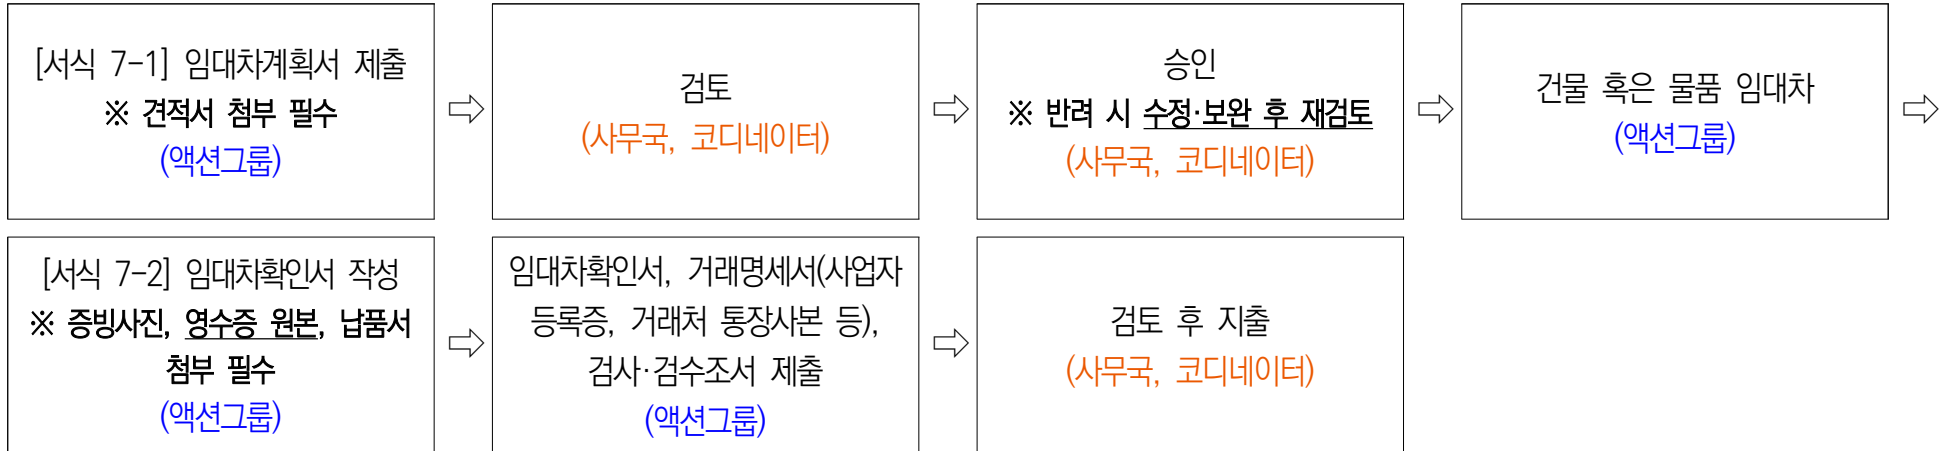 [서식 7-1] 임대차계획서 제출
※ 견적서 첨부 필수
(액션그룹)
⇨
검토
(사무국, 코디네이터)
⇨
승인
※ 반려 시 수정·보완 후 재검토
(사무국, 코디네이터)
⇨
건물 혹은 물품 임대차
(액션그룹)
⇨
[서식 7-2] 임대차확인서 작성
※ 증빙사진, 영수증 원본, 납품서
첨부 필수
(액션그룹)
⇨
임대차확인서, 거래명세서(사업자
등록증, 거래처 통장사본 등),
검사·검수조서 제출
(액션그룹)
⇨
검토 후 지출
(사무국, 코디네이터)